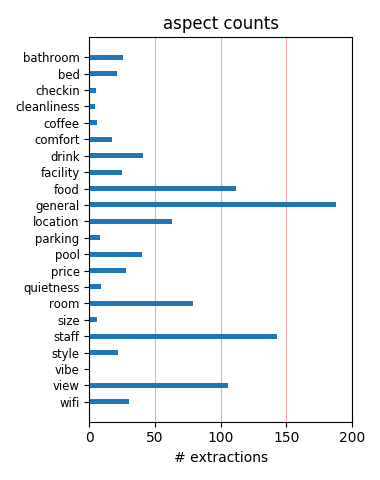 aspect counts
bathroom
bed
checkin
cleanliness
coffee
comfort
drink
facility
food
general
location
parking
pool
price
quietness
room
size
staff
style
vibe
view
wifi
0 50 100 150 200
# extractions